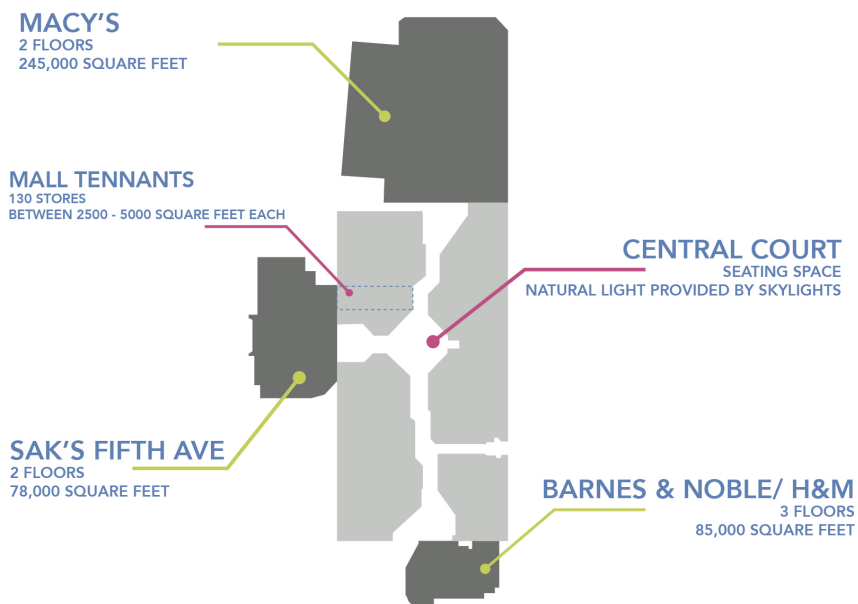 MACY'S
2 FLOORS
245,000 SQUARE FEET
MALL TENNANTS
130 STORES
BETWEEN 2500 - 5000 SQUARE FEET EACH
CENTRAL COURT
SEATING SPACE
NATURAL LIGHT PROVIDED BY SKYLIGHTS
SAK'S FIFTH AVE
2 FLOORS
78,000 SQUARE FEET
BARNES & NOBLE/ H&M
3 FLOORS
85,000 SQUARE FEET